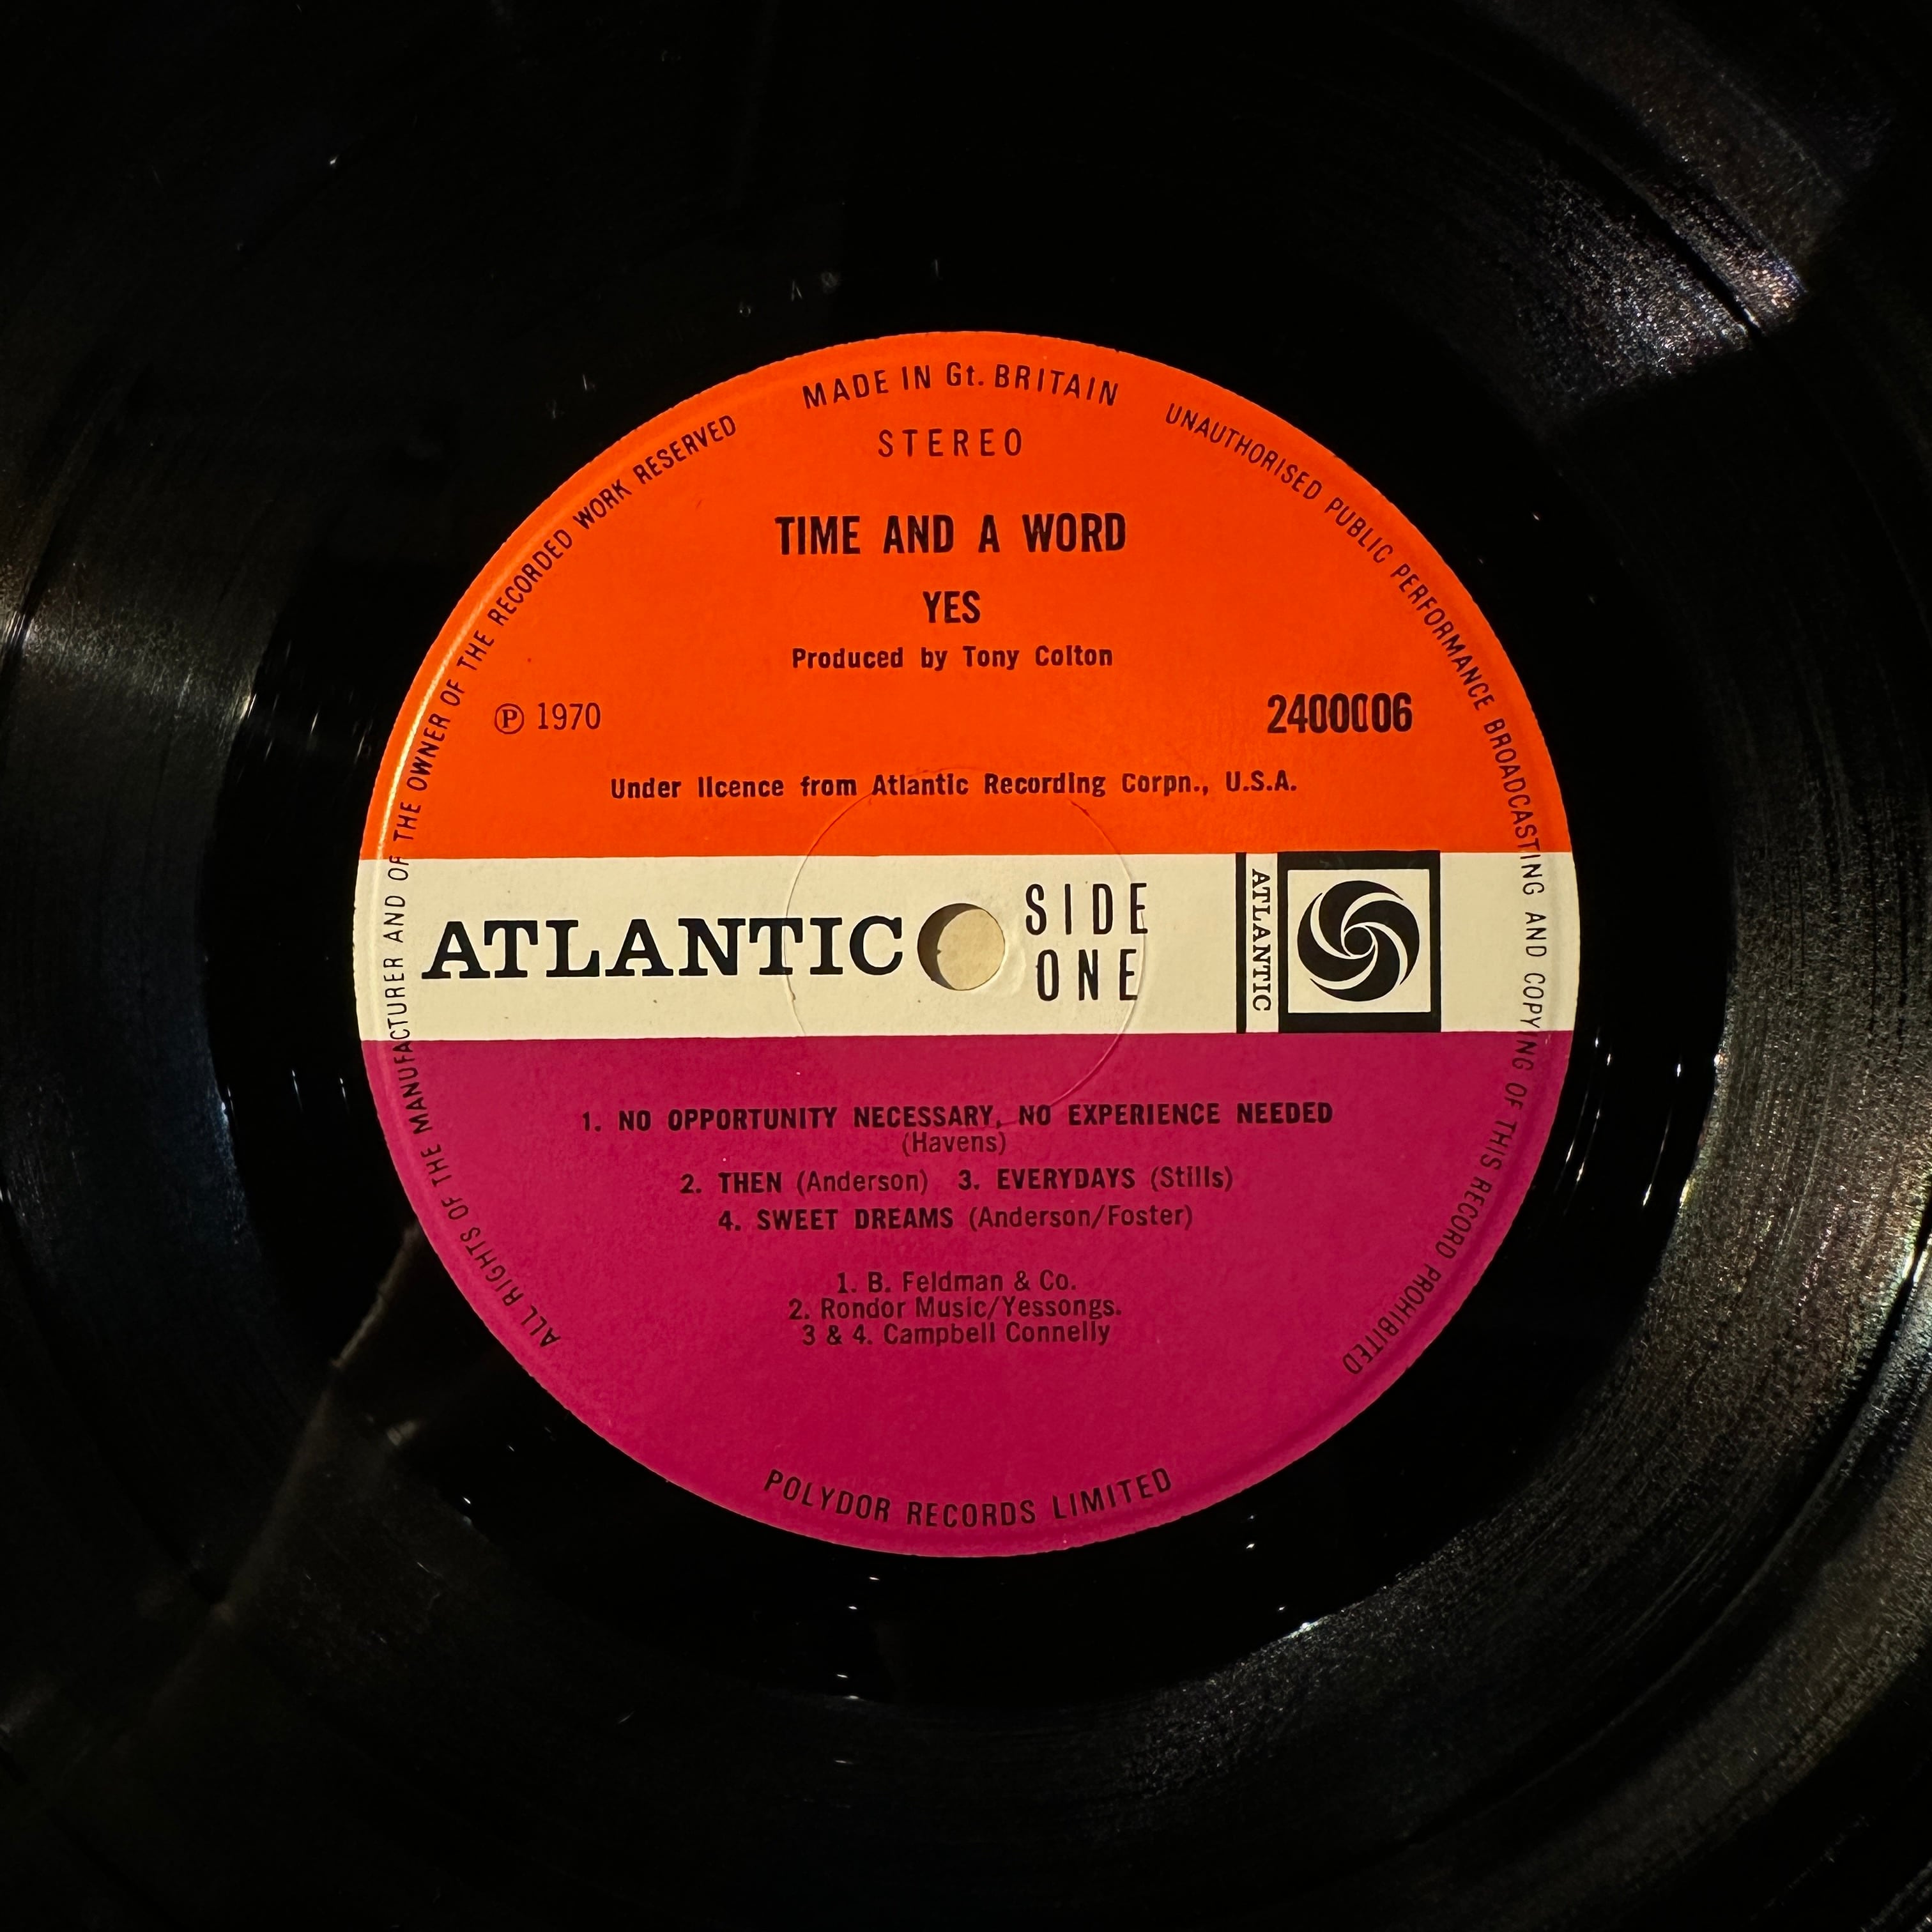 MADE IN Gt. BRITAIN
ALL RIGHTS OF THE MANUFACTURER AND OF THE OWNER OF THE RECORDED WORK RESERVED
UNAUTHORISED PUBLIC PERFORMANCE BROADCASTING AND COPYING OF THIS RECORD PROHIBITED
STEREO
TIME AND A WORD
YES
Produced by Tony Colton
Ⓟ 1970
2400006
Under licence from Atlantic Recording Corpn., U.S.A.
ATLANTIC
SIDE
ONE
ATLANTIC
1. NO OPPORTUNITY NECESSARY, NO EXPERIENCE NEEDED
(Havens)
2. THEN (Anderson) 3. EVERYDAYS (Stills)
4. SWEET DREAMS (Anderson/Foster)
1. B. Feldman & Co.
2. Rondor Music/Yessongs.
3 & 4. Campbell Connelly
POLYDOR RECORDS LIMITED